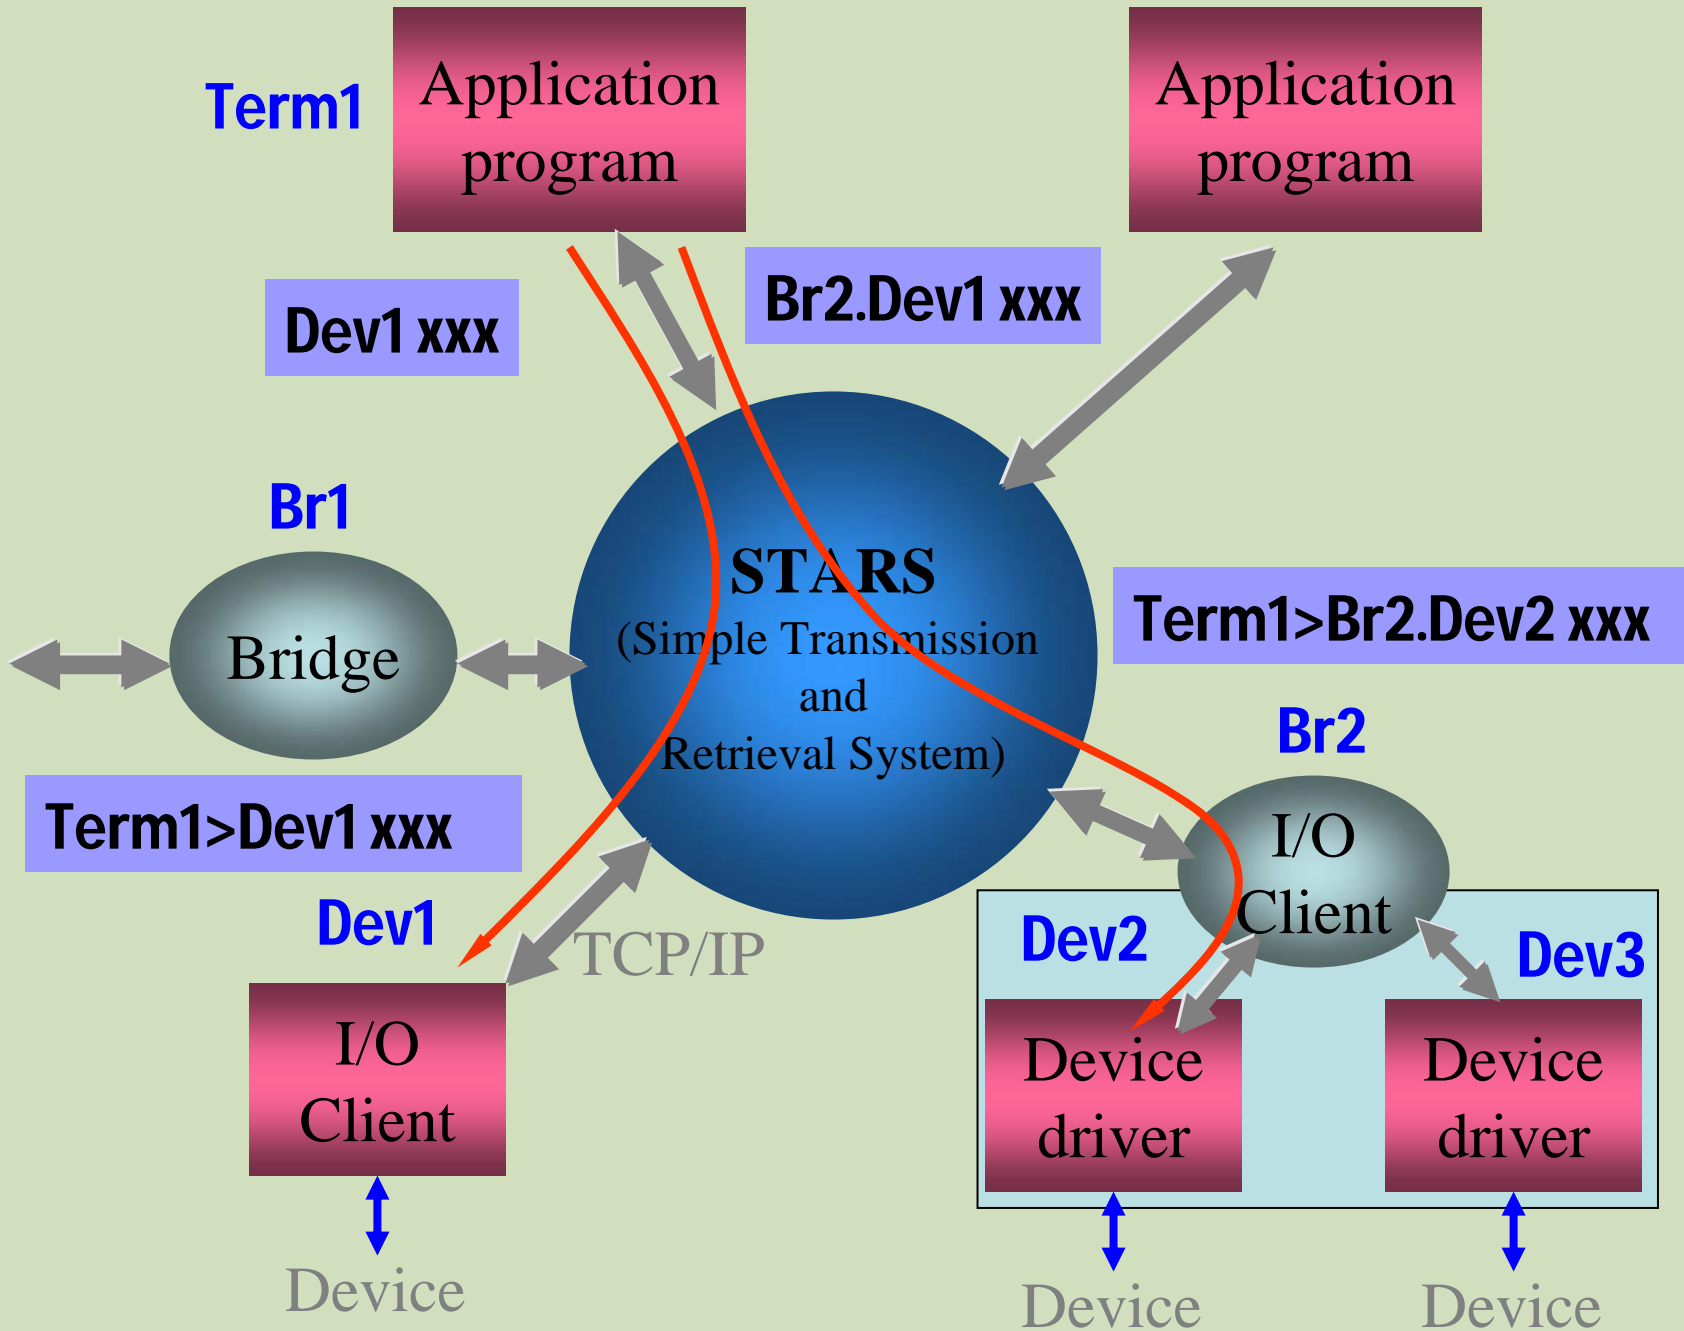 Term1
Application
program
Application
program
Dev1 xxx
Br2.Dev1 xxx
Br1
Bridge
STARS
(Simple Transmission
and
Retrieval System)
Term1>Br2.Dev2 xxx
Br2
I/O
Client
Term1>Dev1 xxx
Dev1
TCP/IP
Dev2
Dev3
I/O
Client
Device
driver
Device
driver
Device
Device
Device